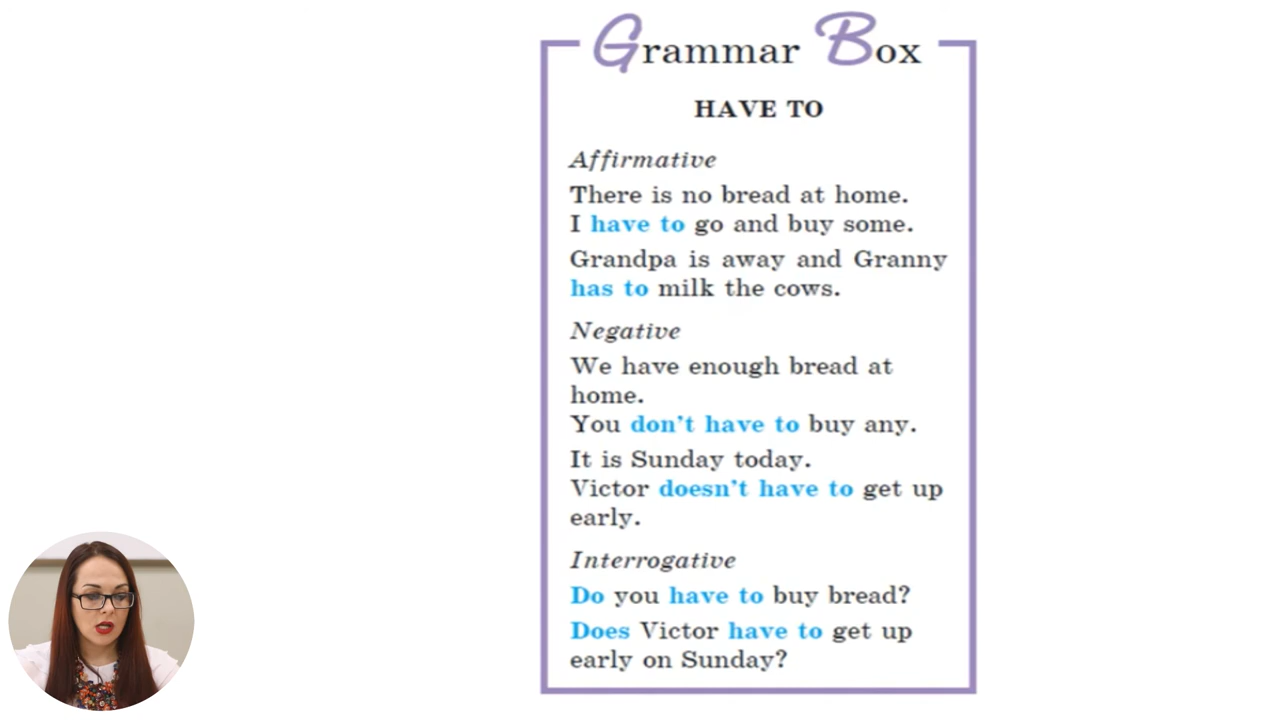 Grammar Box
HAVE TO
Affirmative
There is no bread at home.
I have to go and buy some.
Grandpa is away and Granny
has to milk the cows.
Negative
We have enough bread at
home.
You don't have to buy any.
It is Sunday today.
Victor doesn't have to get up
early.
Interrogative
Do you have to buy bread?
Does Victor have to get up
early on Sunday?